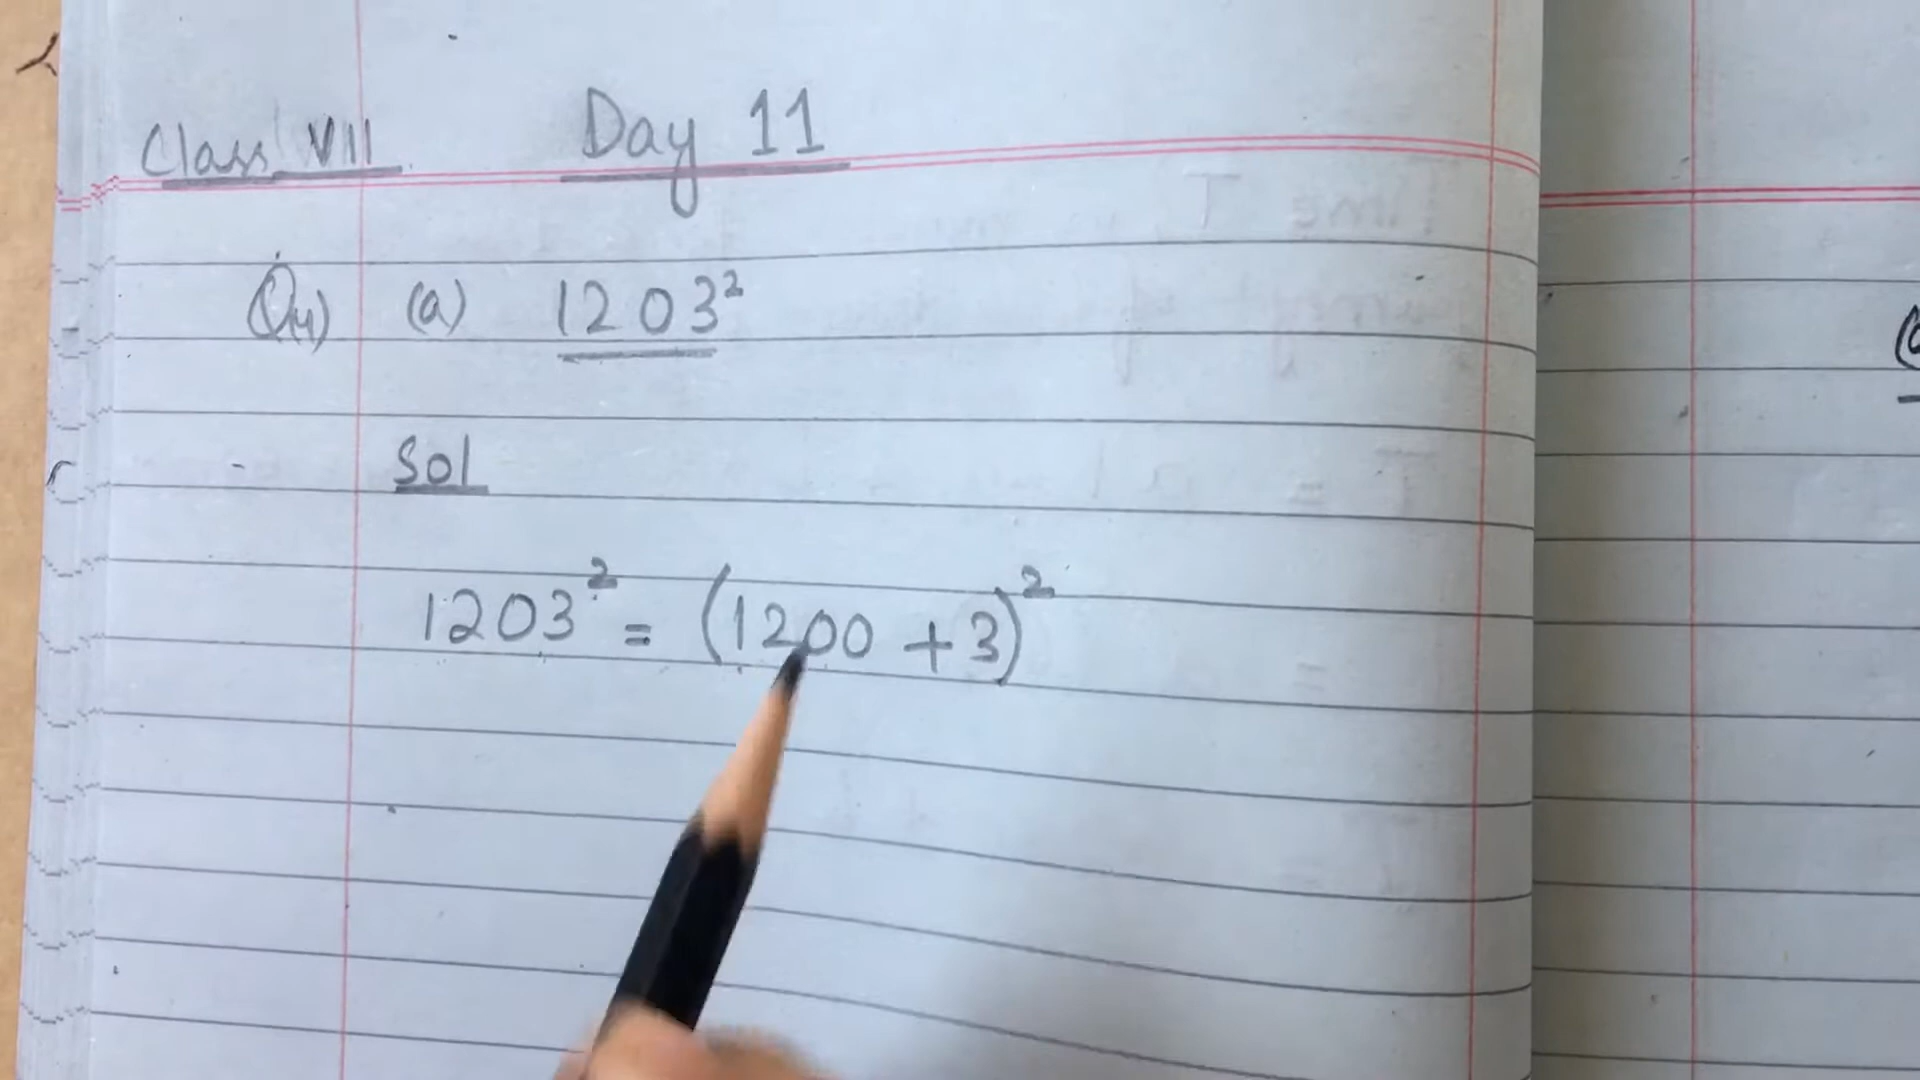 Class VII Day 11
Q4) (a) 1203²
Sol
1203² = (1200 + 3)²